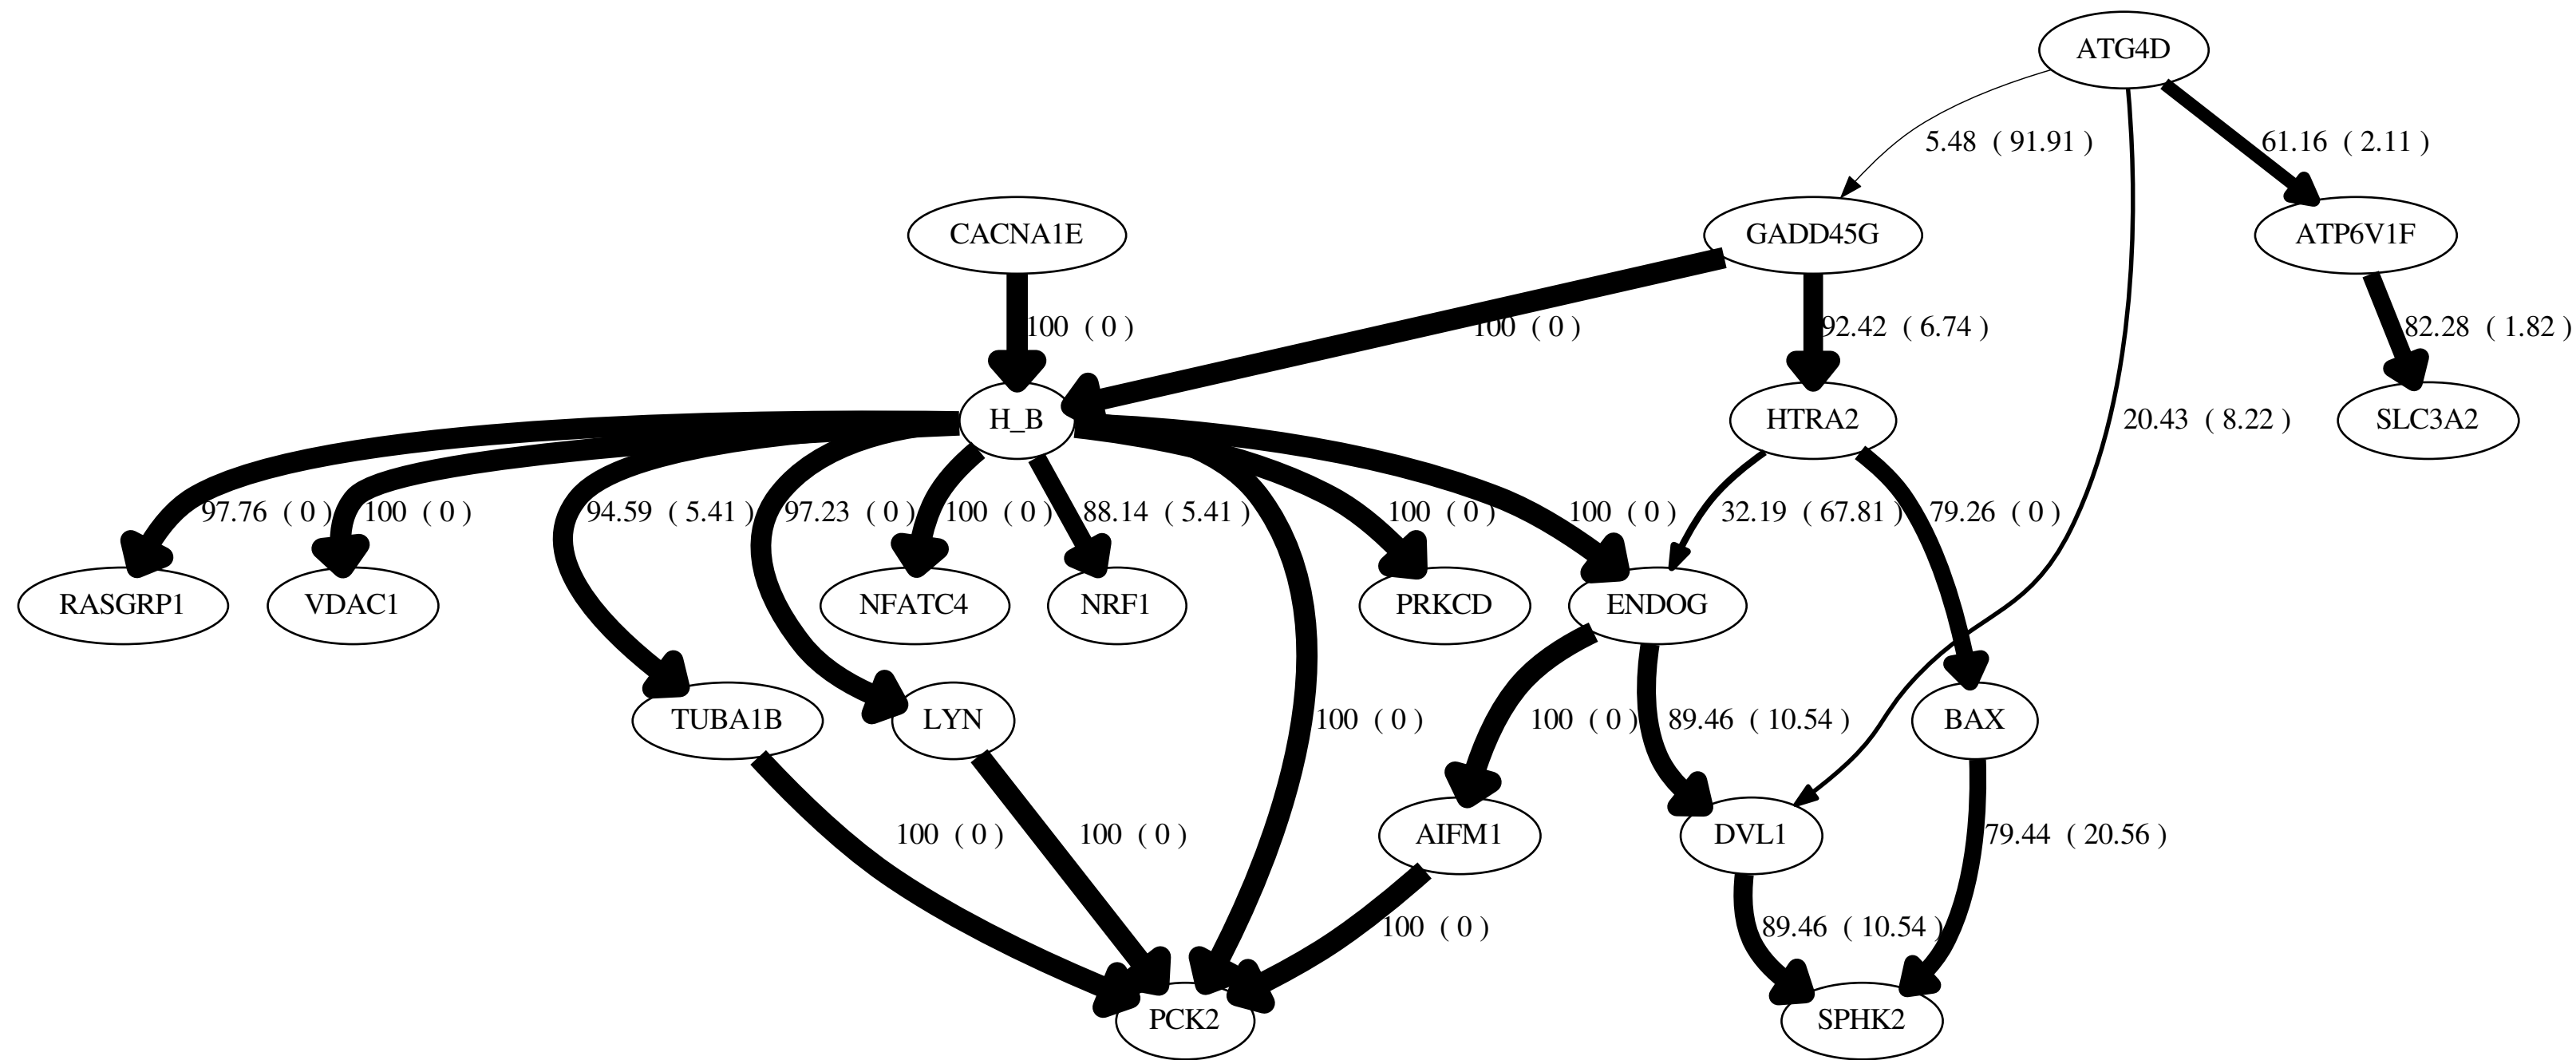 ATG4D
5.48 ( 91.91 )
61.16 ( 2.11 )
CACNA1E
GADD45G
ATP6V1F
100 ( 0 )
100 ( 0 )
92.42 ( 6.74 )
82.28 ( 1.82 )
H_B
HTRA2
20.43 ( 8.22 )
SLC3A2
97.76 ( 0 )
100 ( 0 )
94.59 ( 5.41 )
97.23 ( 0 )
100 ( 0 )
88.14 ( 5.41 )
100 ( 0 )
100 ( 0 )
32.19 ( 67.81 )
79.26 ( 0 )
RASGRP1
VDAC1
NFATC4
NRF1
PRKCD
ENDOG
TUBA1B
LYN
100 ( 0 )
100 ( 0 )
89.46 ( 10.54 )
BAX
100 ( 0 )
100 ( 0 )
AIFM1
DVL1
79.44 ( 20.56 )
100 ( 0 )
89.46 ( 10.54 )
PCK2
SPHK2